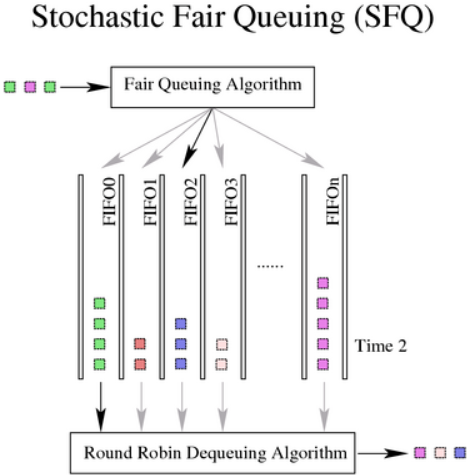 Stochastic Fair Queuing (SFQ)
Fair Queuing Algorithm
FIFO0
FIFO1
FIFO2
FIFO3
FIFOn
......
Time 2
Round Robin Dequeuing Algorithm